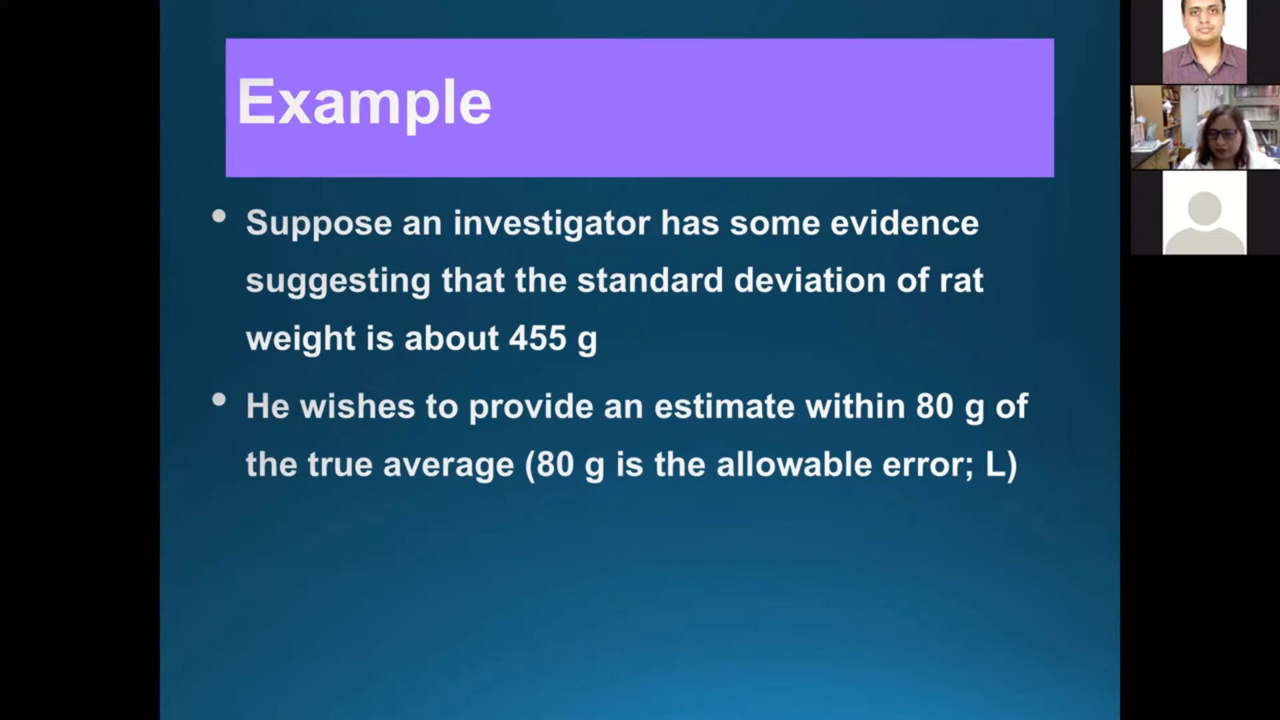 Example
• Suppose an investigator has some evidence
suggesting that the standard deviation of rat
weight is about 455 g
• He wishes to provide an estimate within 80 g of
the true average (80 g is the allowable error; L)